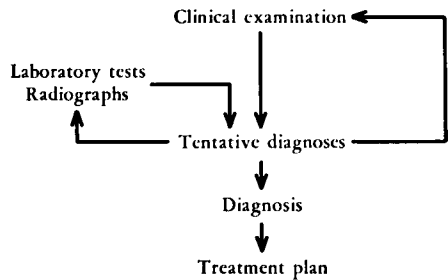 Clinical examination
Laboratory tests
Radiographs
Tentative diagnoses
Diagnosis
Treatment plan